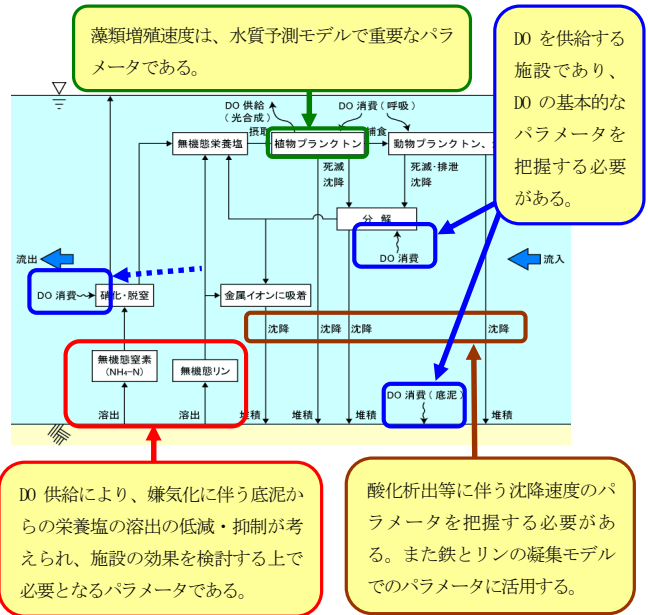 藻類増殖速度は、水質予測モデルで重要なパラ
メータである。
DO を供給する
施設であり、
DO の基本的な
パラメータを
把握する必要
がある。
DO 供給
(光合成)
DO 消費(呼吸)
摂取
捕食
無機態栄養塩
植物プランクトン
動物プランクトン、
死滅
沈降
死滅・排泄
沈降
分 解
DO 消費
流出
流入
DO 消費
硝化・脱窒
金属イオンに吸着
沈降
沈降
沈降
沈降
無機態窒素
(NH₄-N)
無機態リン
DO 消費(底泥)
溶出
溶出
堆積
堆積
堆積
堆積
DO 供給により、嫌気化に伴う底泥か
らの栄養塩の溶出の低減・抑制が考
えられ、施設の効果を検討する上で
必要となるパラメータである。
酸化析出等に伴う沈降速度のパ
ラメータを把握する必要があ
る。また鉄とリンの凝集モデル
でのパラメータに活用する。